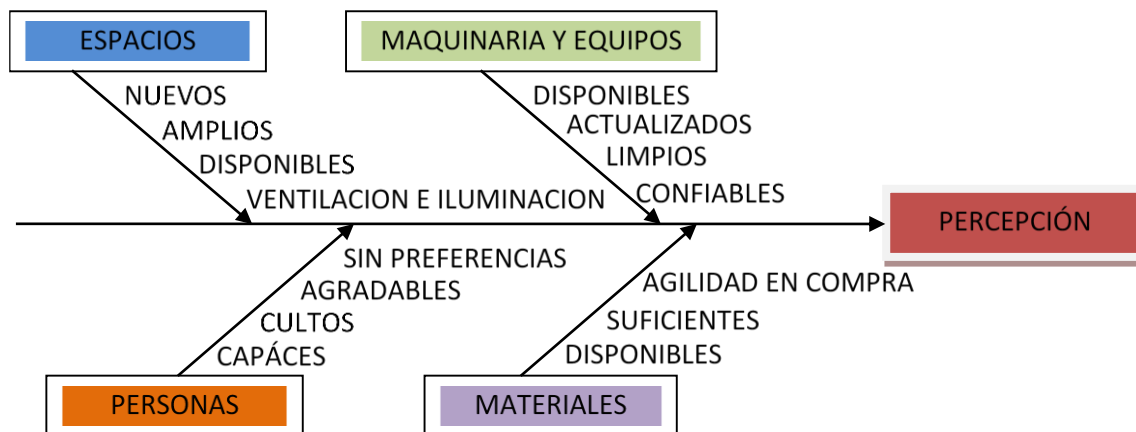 ESPACIOS
MAQUINARIA Y EQUIPOS
NUEVOS
AMPLIOS
DISPONIBLES
VENTILACION E ILUMINACION
DISPONIBLES
ACTUALIZADOS
LIMPIOS
CONFIABLES
PERCEPCIÓN
SIN PREFERENCIAS
AGRADABLES
CULTOS
CAPÁCES
AGILIDAD EN COMPRA
SUFICIENTES
DISPONIBLES
PERSONAS
MATERIALES